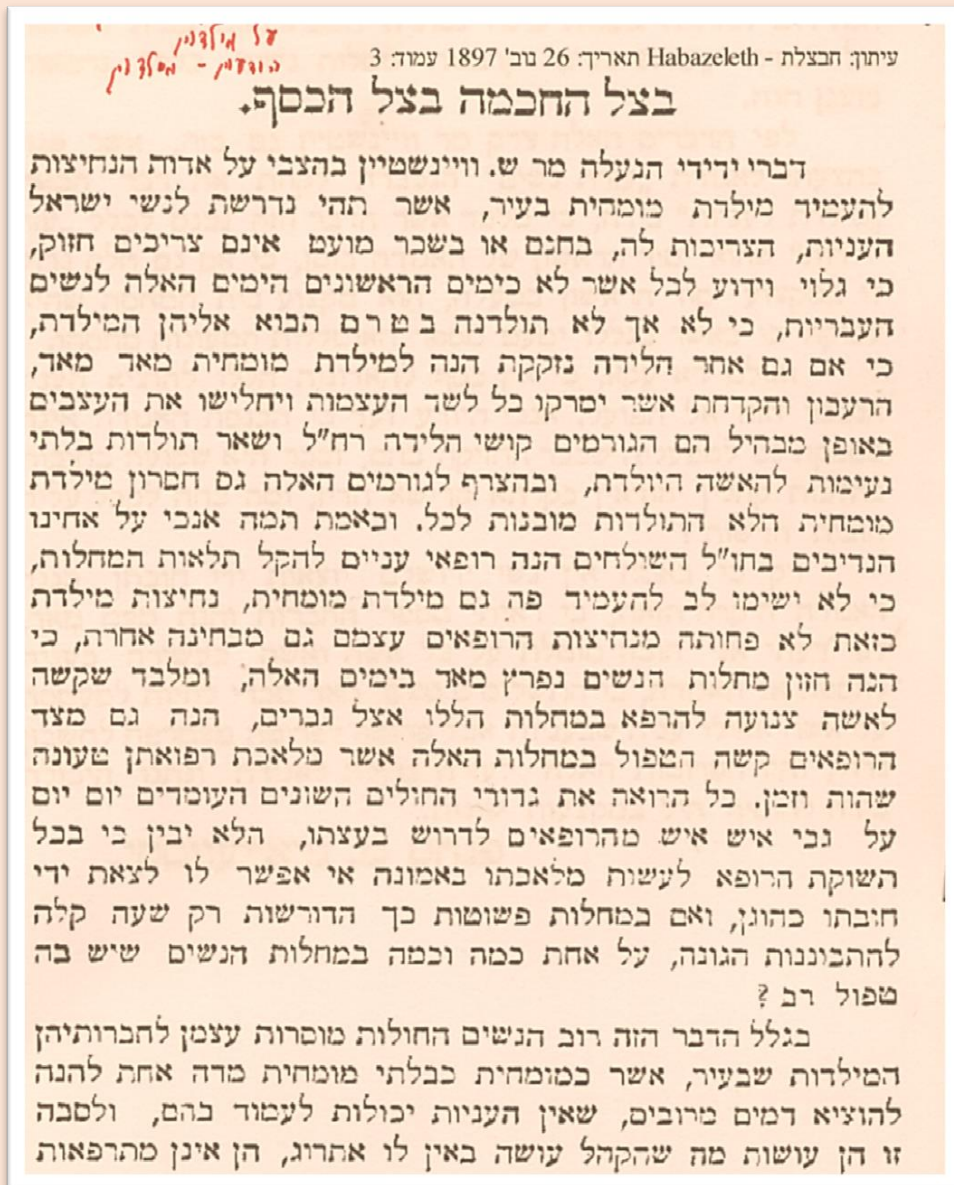 על מילדות
הודעות - מילדות
עיתון: חבצלת - Habazeleth תאריך: 26 נוב' 1897 עמוד: 3
בצל החכמה בצל הכסף.
דברי ידידי הנעלה מר ש. וויינשטיין בהצבי על אדות הנחיצות
להעמיד מילדת מומחית בעיר, אשר תהי נדרשת לנשי ישראל
העניות, הצריכות לה, בחנם או בשכר מועט אינם צריכים חזוק,
כי גלוי וידוע לכל אשר לא כימים הראשונים הימים האלה לנשים
העבריות, כי לא אך לא תולדנה בטרם תבוא אליהן המילדת,
כי אם גם אחר הלידה נזקקת הנה למילדת מומחית מאד מאד,
הרעבון והקדחת אשר ימרקו כל לשד העצמות ויחלישו את העצבים
באופן מבהיל הם הגורמים קושי הלידה רח"ל ושאר תולדות בלתי
נעימות להאשה היולדת, ובהצרף לגורמים האלה גם חסרון מילדת
מומחית הלא התולדות מובנות לכל. ובאמת תמה אנכי על אחינו
הנדיבים בחו"ל השולחים הנה רופאי עניים להקל תלאות המחלות,
כי לא ישימו לב להעמיד פה גם מילדת מומחית, נחיצות מילדת
כזאת לא פחותה מנחיצות הרופאים עצמם גם מבחינה אחרת, כי
הנה חזון מחלות הנשים נפרץ מאד בימים האלה, ומלבד שקשה
לאשה צנועה להרפא במחלות הללו אצל גברים, הנה גם מצד
הרופאים קשה הטפול במחלות האלה אשר מלאכת רפואתן טעונה
שהות וזמן. כל הרואה את גדודי החולים השונים העומדים יום יום
על גבי איש איש מהרופאים לדרוש בעצתו, הלא יבין כי בכל
תשוקת הרופא לעשות מלאכתו באמונה אי אפשר לו לצאת ידי
חובתו כהוגן, ואם במחלות פשוטות כך הדורשות רק שעה קלה
להתבוננות הגונה, על אחת כמה וכמה במחלות הנשים שיש בה
טפול רב ?
בגלל הדבר הזה רוב הנשים החולות מוסרות עצמן לחברותיהן
המילדות שבעיר, אשר במומחית כבלתי מומחית מדה אחת להנה
להוציא דמים מרובים, שאין העניות יכולות לעמוד בהם, ולסבה
זו הן עושות מה שהקהל עושה באין לו אתרוג, הן אינן מתרפאות